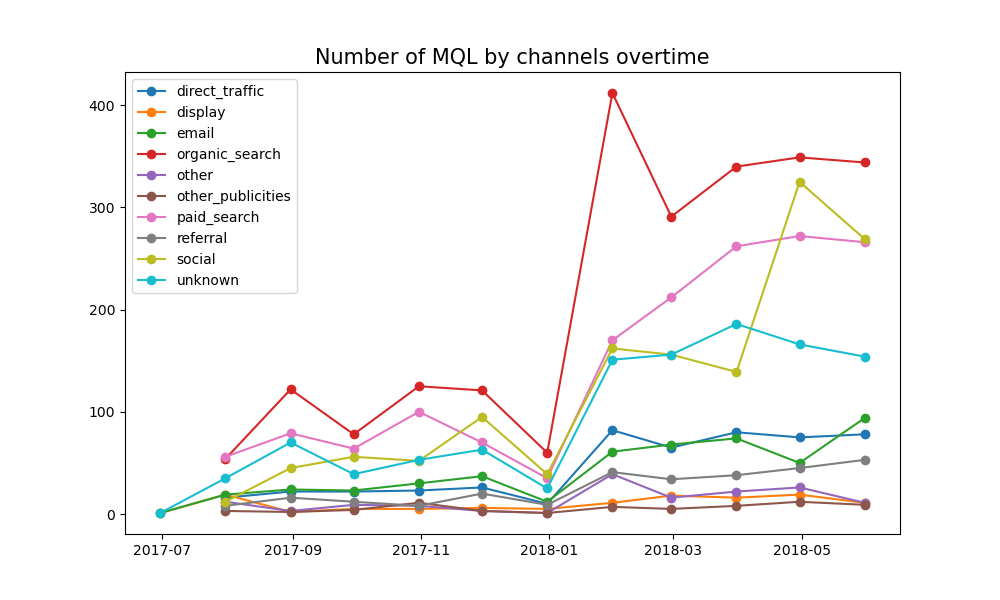 Number of MQL by channels overtime
direct_traffic
display
email
organic_search
other
other_publicities
paid_search
referral
social
unknown
400
300
200
100
0
2017-07
2017-09
2017-11
2018-01
2018-03
2018-05